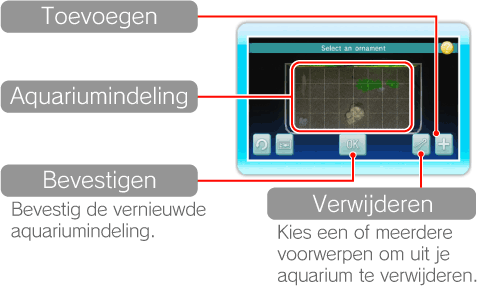 Toevoegen
Select an ornament
Aquariumindeling
OK
Bevestigen
Bevestig de vernieuwde
aquariumindeling.
Verwijderen
Kies een of meerdere
voorwerpen om uit je
aquarium te verwijderen.